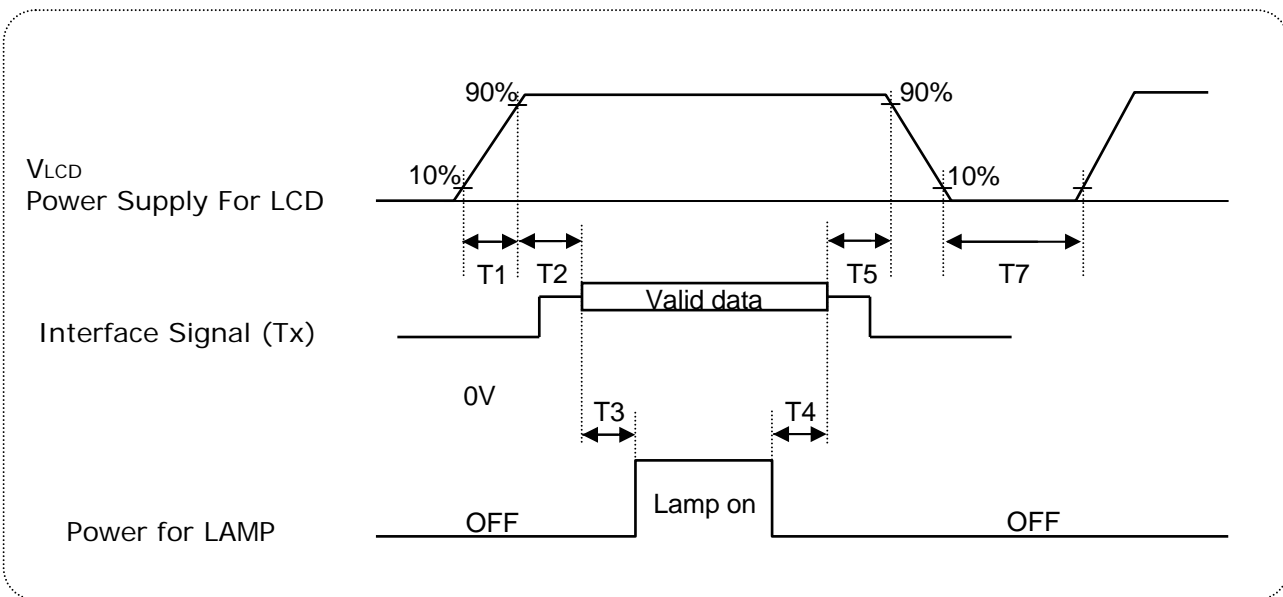 90%
90%
VLCD
10%
10%
Power Supply For LCD
T1
T2
T5
T7
Valid data
Interface Signal (Tx)
0V
T3
T4
Lamp on
Power for LAMP
OFF
OFF